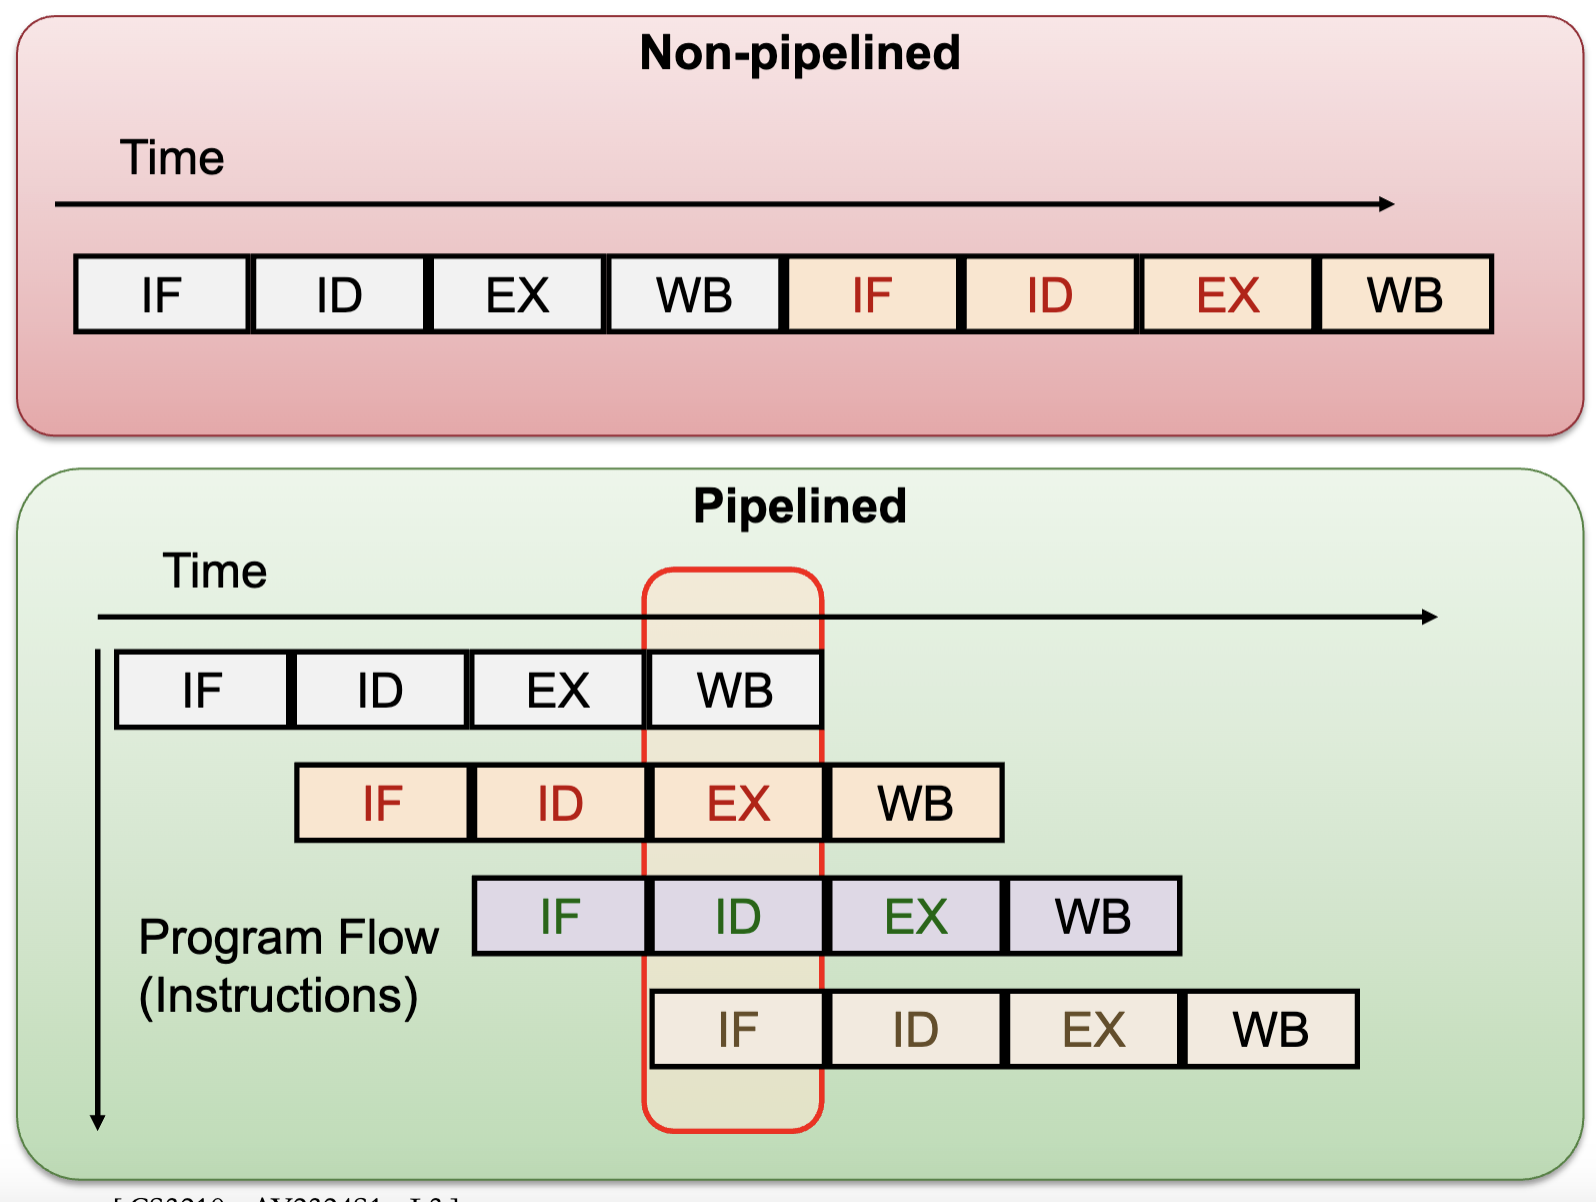 Non-pipelined
Time
IF ID EX WB IF ID EX WB
Pipelined
Time
IF ID EX WB
IF ID EX WB
IF ID EX WB
Program Flow
(Instructions)
IF ID EX WB